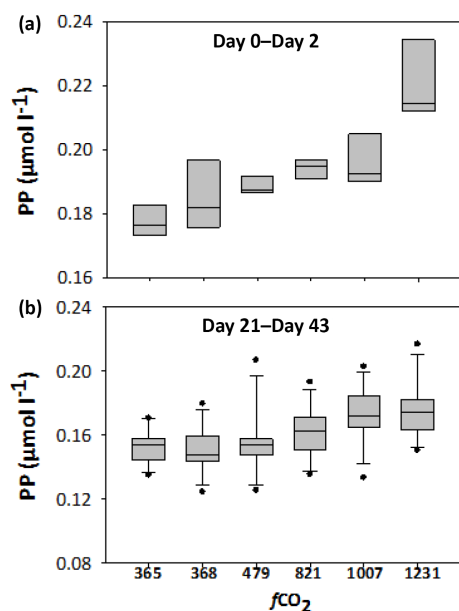 (a)
Day 0–Day 2
PP (µmol l⁻¹)
0.24
0.22
0.20
0.18
0.16
(b)
Day 21–Day 43
PP (µmol l⁻¹)
0.24
0.20
0.16
0.12
0.08
365 368 479 821 1007 1231
fCO₂